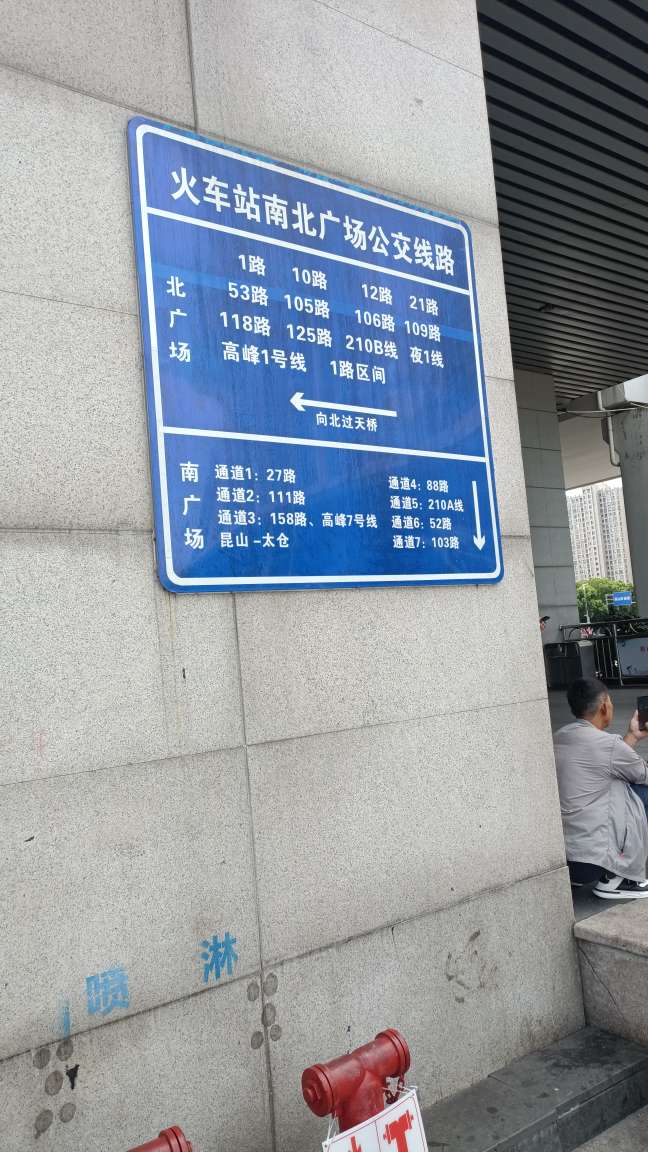 火车站南北广场公交线路
北广场
1路 10路 12路 21路
53路 105路 106路 109路
118路 125路 210B线 夜1线
高峰1号线 1路区间
向北过天桥
南广场
通道1：27路
通道2：111路
通道3：158路、高峰7号线
昆山–太仓
通道4：88路
通道5：210A线
通道6：52路
通道7：103路
喷淋